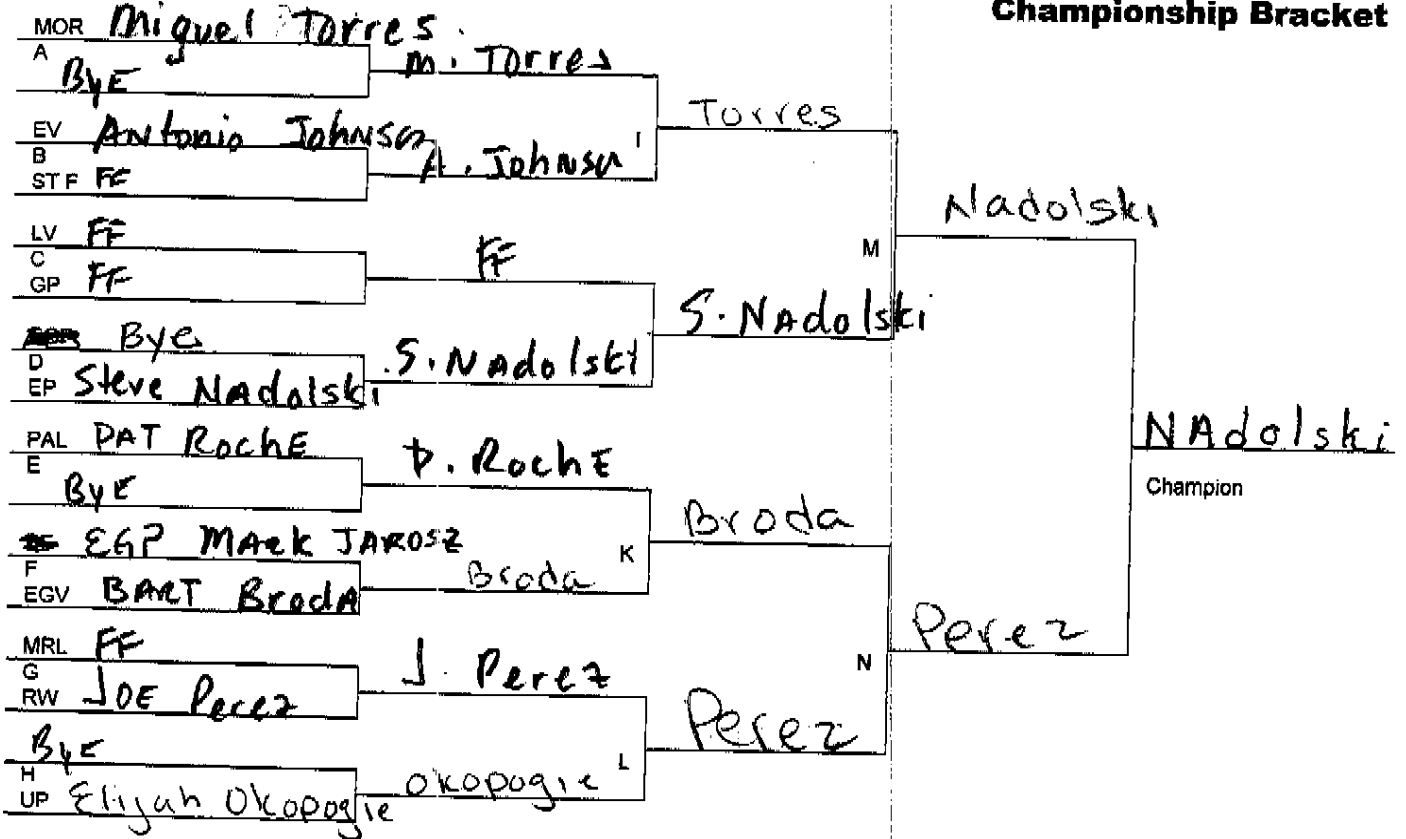 Championship Bracket
MOR Miguel Torres
A
ByE
M. Torres
EV Antonio Johnson
B
ST F FF
A. Johnsn
I
Torres
LV FF
C
GP FF
FF
Bye
D
EP Steve Nadolski
S. Nadolski
S. Nadolski
M
Nadolski
PAL PAT RochE
E
ByE
P. RochE
EGP MArk JAROSZ
F
EGV BART BrodA
Broda
K
Broda
MRL FF
G
RW JOE Perez
J. Perez
ByE
H
UP Elijah Okopogie
Okopogie
L
Perez
N
Perez
NAdolski
Champion